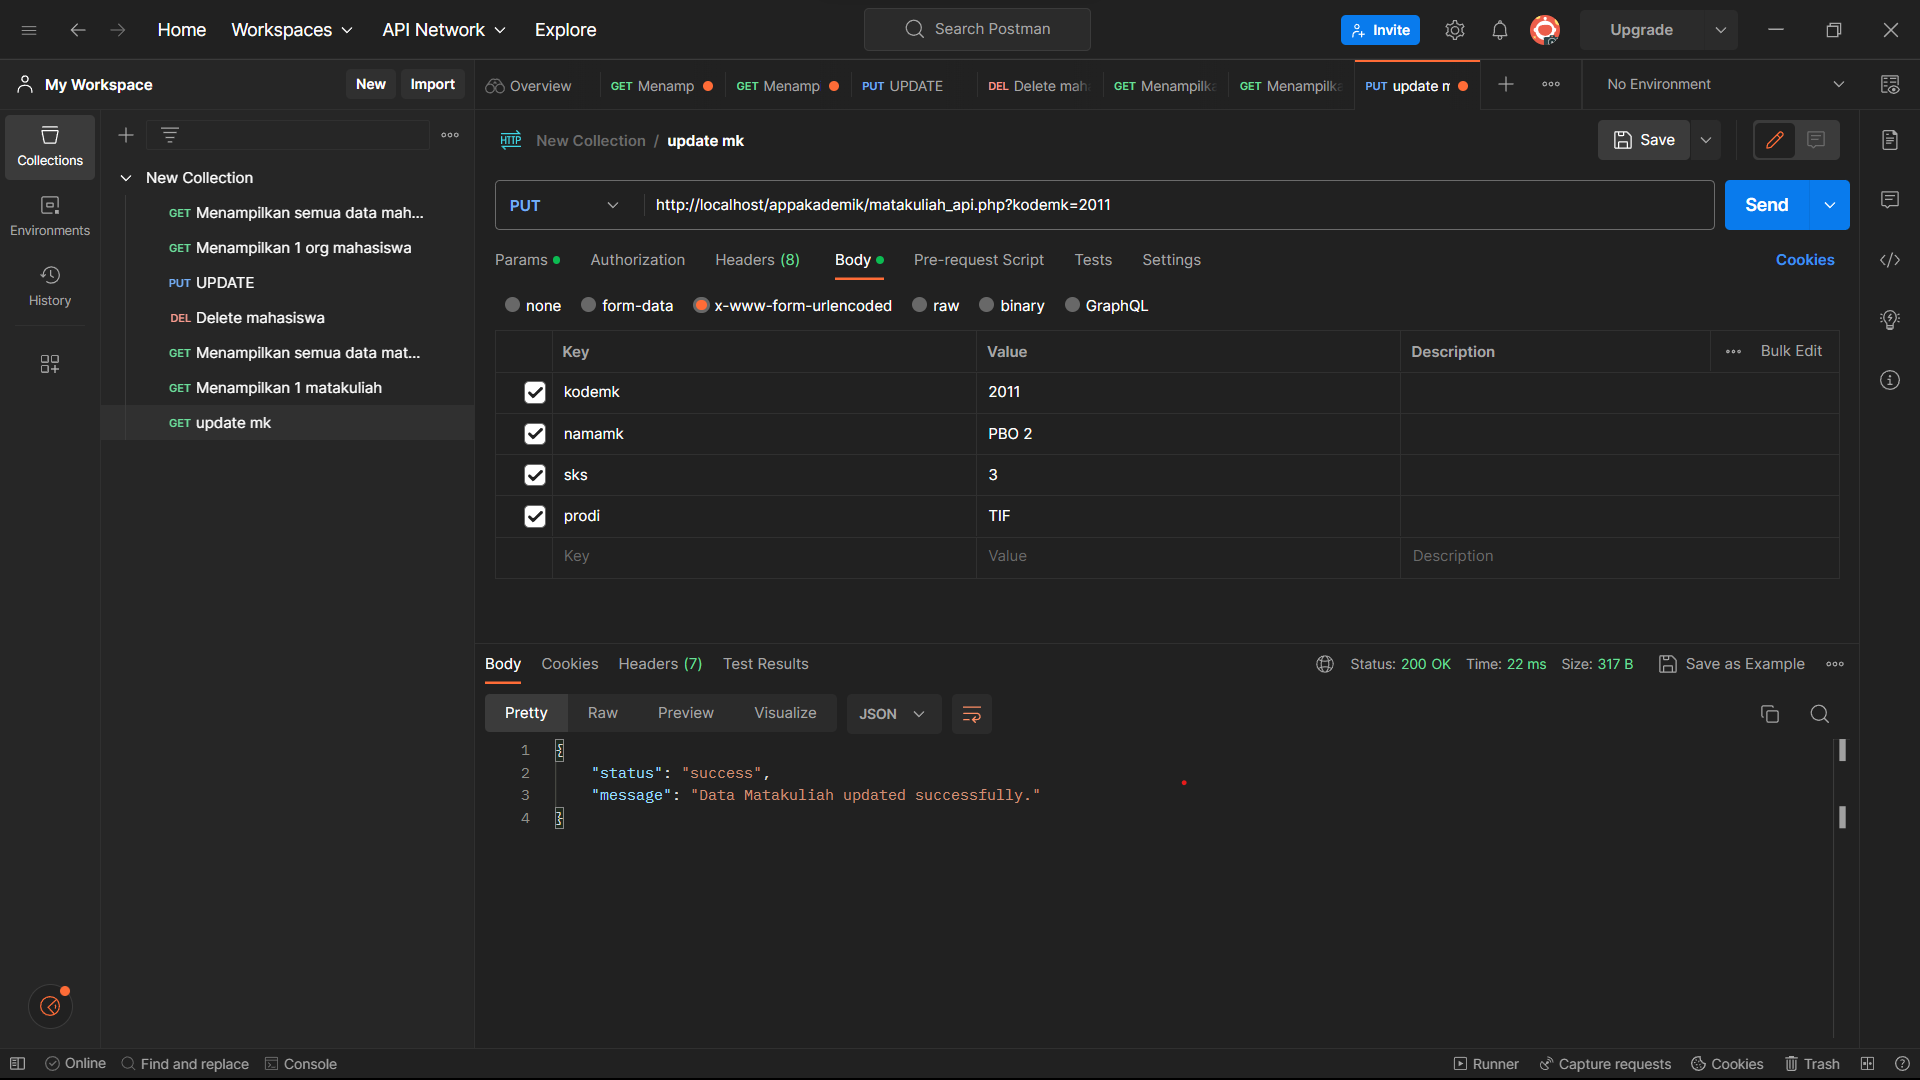 Home Workspaces API Network Explore Search Postman Invite Upgrade
My Workspace New Import Overview GET Menamp GET Menamp PUT UPDATE DEL Delete mah GET Menampilka GET Menampilka PUT update m No Environment
Collections
Environments
History
New Collection
GET Menampilkan semua data mah...
GET Menampilkan 1 org mahasiswa
PUT UPDATE
DEL Delete mahasiswa
GET Menampilkan semua data mat...
GET Menampilkan 1 matakuliah
GET update mk
HTTP New Collection / update mk Save
PUT http://localhost/appakademik/matakuliah_api.php?kodemk=2011 Send
Params Authorization Headers (8) Body Pre-request Script Tests Settings Cookies
none form-data x-www-form-urlencoded raw binary GraphQL
Key Value Description Bulk Edit
kodemk 2011
namamk PBO 2
sks 3
prodi TIF
Key Value Description
Body Cookies Headers (7) Test Results Status: 200 OK Time: 22 ms Size: 317 B Save as Example
Pretty Raw Preview Visualize JSON
1 {
2 "status": "success",
3 "message": "Data Matakuliah updated successfully."
4 }
Online Find and replace Console Runner Capture requests Cookies Trash